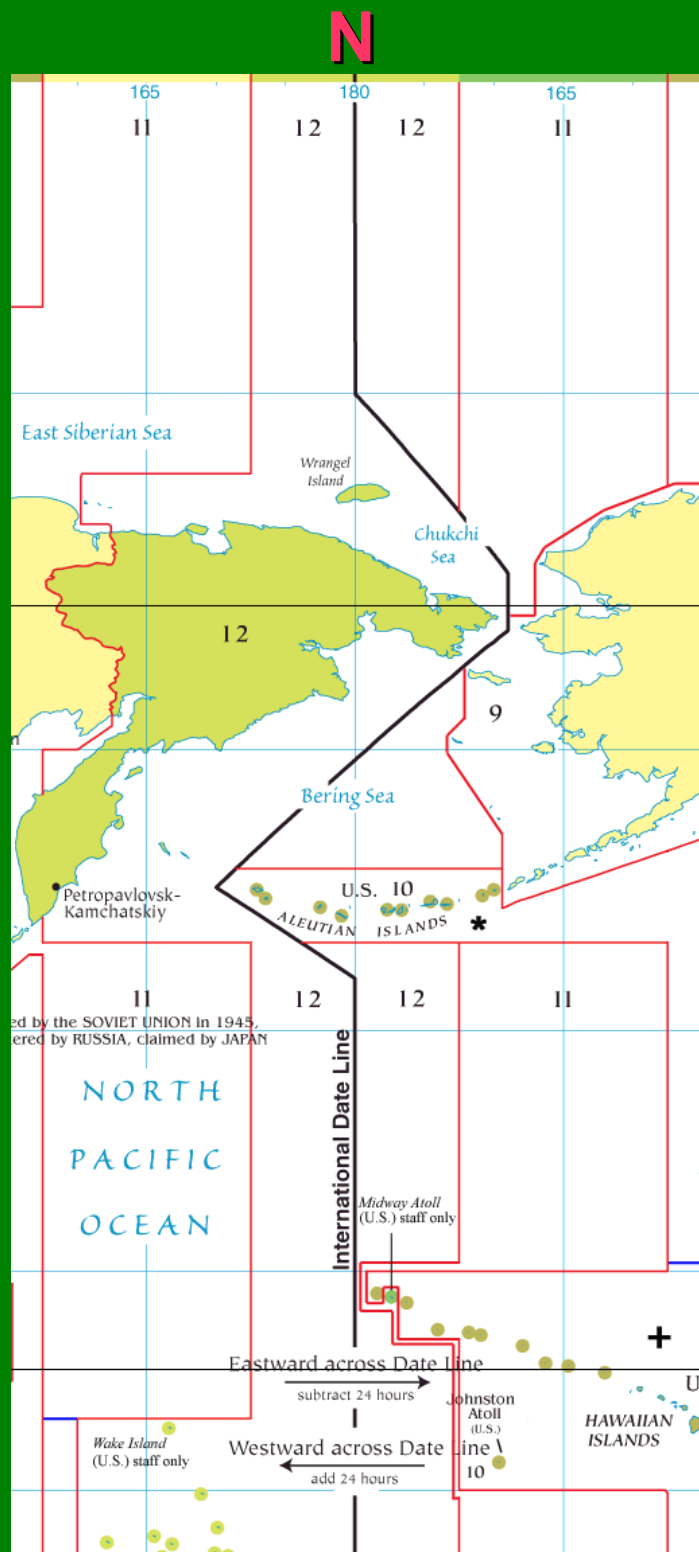 N
165
180
165
11
12
12
11
East Siberian Sea
Wrangel
Island
Chukchi
Sea
12
9
n
Bering Sea
U.S. 10
Petropavlovsk-
Kamchatskiy
ALEUTIAN ISLANDS
*
11
12
12
11
ed by the SOVIET UNION in 1945,
ered by RUSSIA, claimed by JAPAN
International Date Line
NORTH
PACIFIC
OCEAN
Midway Atoll
(U.S.) staff only
+
Eastward across Date Line
subtract 24 hours
U
Johnston
Atoll
(U.S.)
HAWAIIAN
ISLANDS
Wake Island
(U.S.) staff only
Westward across Date Line
add 24 hours
10